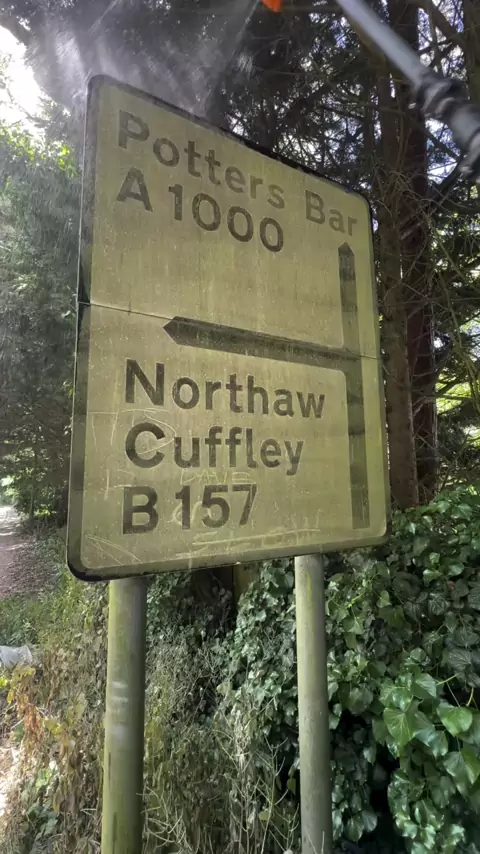 Potters Bar
A1000
Northaw
Cuffley
B157